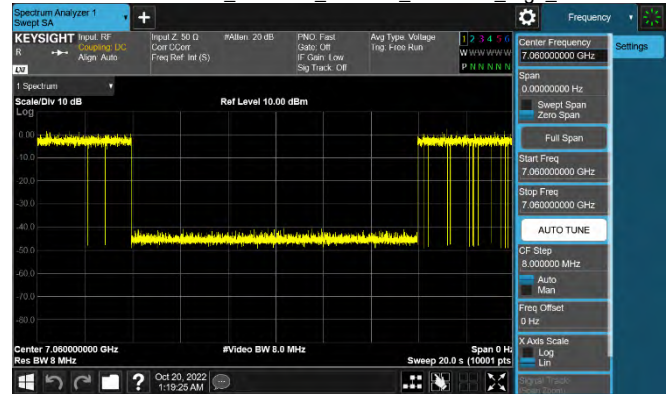 Spectrum Analyzer 1
Swept SA
Frequency
KEYSIGHT
R
LXI
Input: RF
Coupling: DC
Align: Auto
Input Z: 50 Ω
Corr CCorr
Freq Ref: Int (S)
#Atten: 20 dB
PNO: Fast
Gate: Off
IF Gain: Low
Sig Track: Off
Avg Type: Voltage
Trig: Free Run
1 2 3 4 5 6
W W W W W W
P N N N N N
Center Frequency
7.060000000 GHz
Settings
Span
0.00000000 Hz
Swept Span
Zero Span
Full Span
Start Freq
7.060000000 GHz
Stop Freq
7.060000000 GHz
AUTO TUNE
CF Step
8.000000 MHz
Auto
Man
Freq Offset
0 Hz
X Axis Scale
Log
Lin
Signal Track
1 Spectrum
Scale/Div 10 dB
Ref Level 10.00 dBm
Log
0.00
-10.0
-20.0
-30.0
-40.0
-50.0
-60.0
-70.0
-80.0
Center 7.060000000 GHz
#Video BW 8.0 MHz
Span 0 Hz
Res BW 8 MHz
Sweep 20.0 s (10001 pts
?
Oct 20, 2022
1:19:25 AM